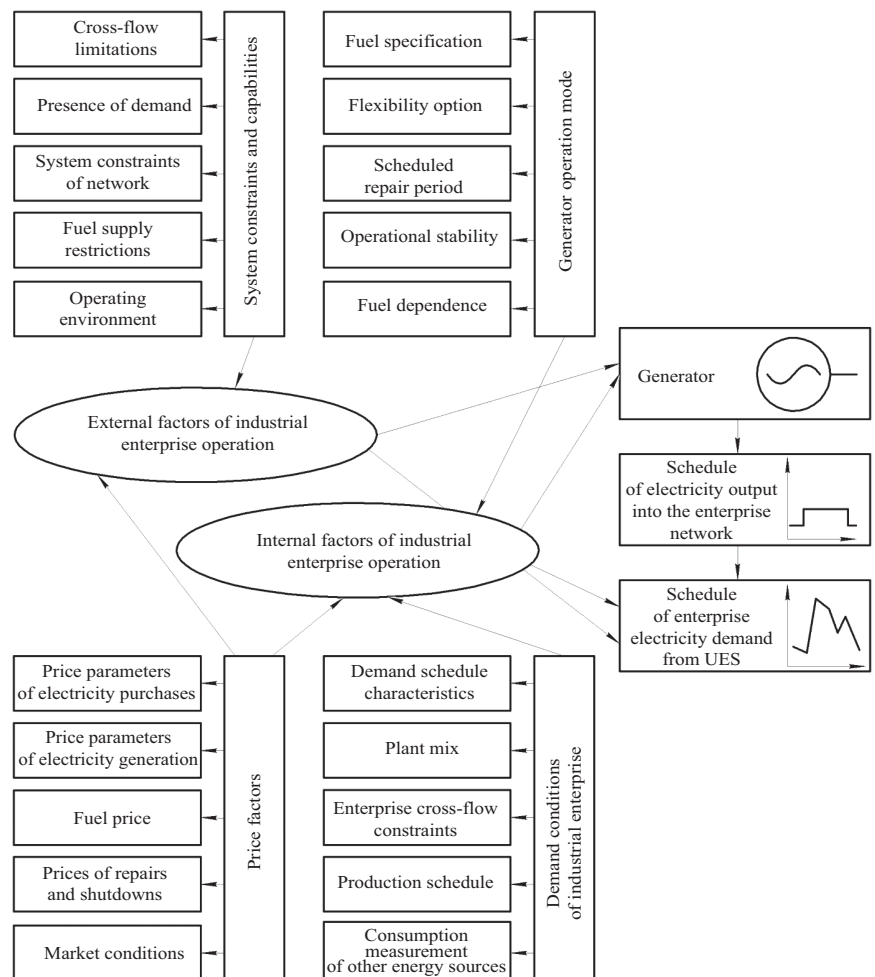 Cross-flow
limitations
Presence of demand
System constraints
of network
Fuel supply
restrictions
Operating
environment
System constraints and capabilities
Fuel specification
Flexibility option
Scheduled
repair period
Operational stability
Fuel dependence
Generator operation mode
Generator
External factors of industrial
enterprise operation
Schedule
of electricity output
into the enterprise
network
Internal factors of industrial
enterprise operation
Schedule
of enterprise
electricity demand
from UES
Price parameters
of electricity purchases
Price parameters
of electricity generation
Fuel price
Prices of repairs
and shutdowns
Market conditions
Price factors
Demand schedule
characteristics
Plant mix
Enterprise cross-flow
constraints
Production schedule
Consumption
measurement
of other energy sources
Demand conditions
of industrial enterprise